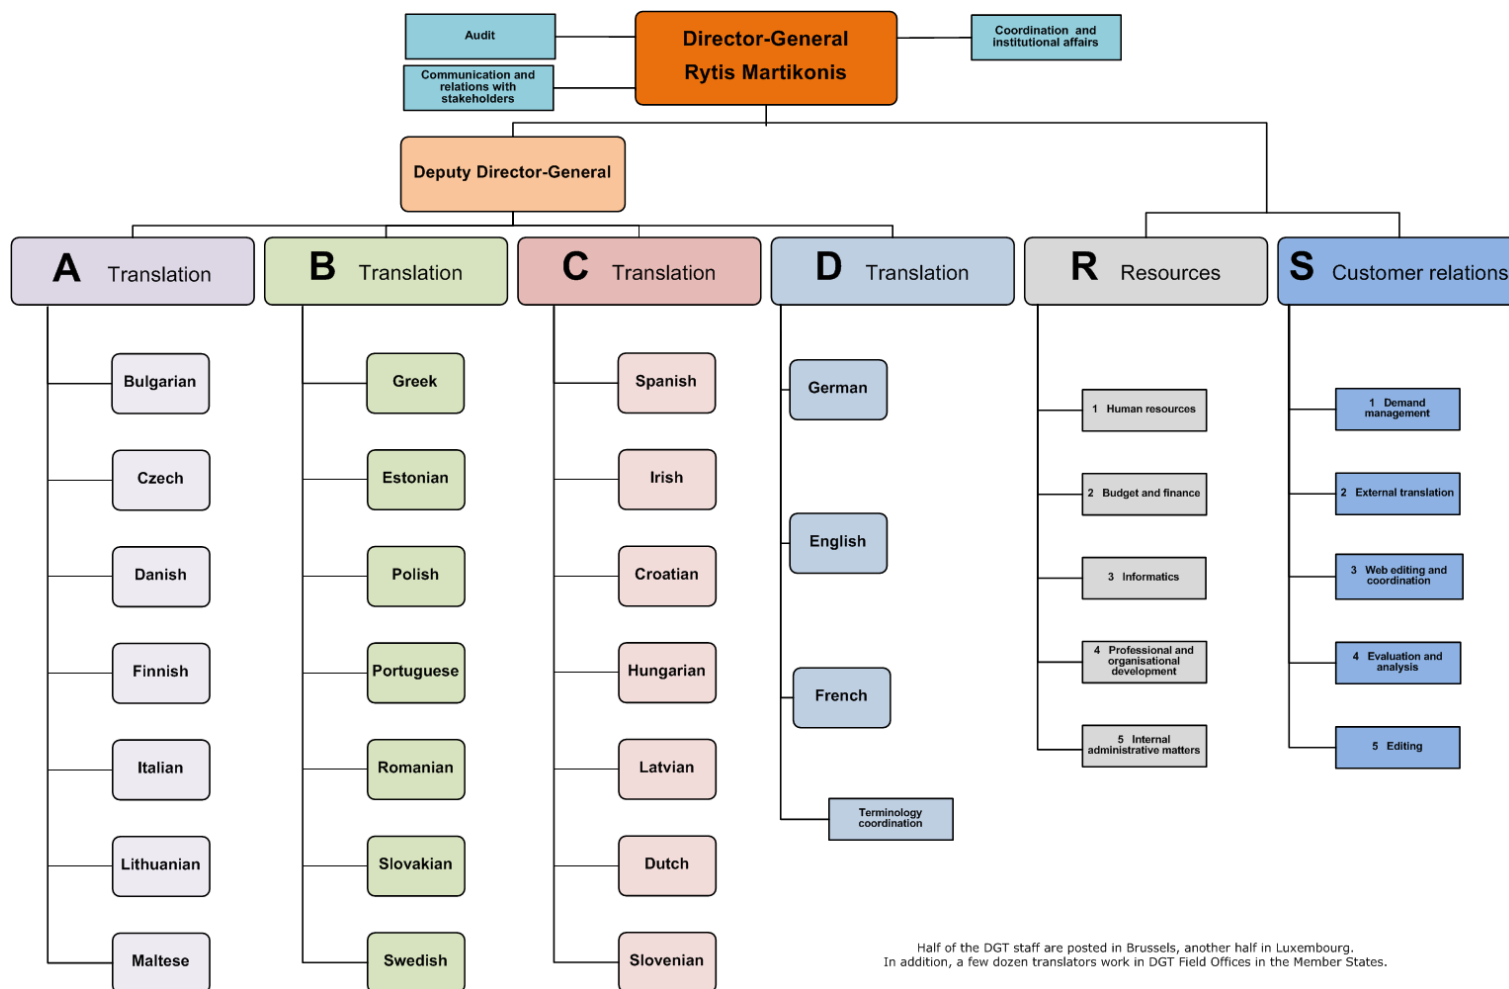 Audit
Director-General
Rytis Martikonis
Coordination and
institutional affairs
Communication and
relations with
stakeholders
Deputy Director-General
A Translation
B Translation
C Translation
D Translation
R Resources
S Customer relations
Bulgarian
Czech
Danish
Finnish
Italian
Lithuanian
Maltese
Greek
Estonian
Polish
Portuguese
Romanian
Slovakian
Swedish
Spanish
Irish
Croatian
Hungarian
Latvian
Dutch
Slovenian
German
English
French
Terminology
coordination
1 Human resources
2 Budget and finance
3 Informatics
4 Professional and
organisational
development
5 Internal
administrative matters
1 Demand
management
2 External translation
3 Web editing and
coordination
4 Evaluation and
analysis
5 Editing
Half of the DGT staff are posted in Brussels, another half in Luxembourg.
In addition, a few dozen translators work in DGT Field Offices in the Member States.